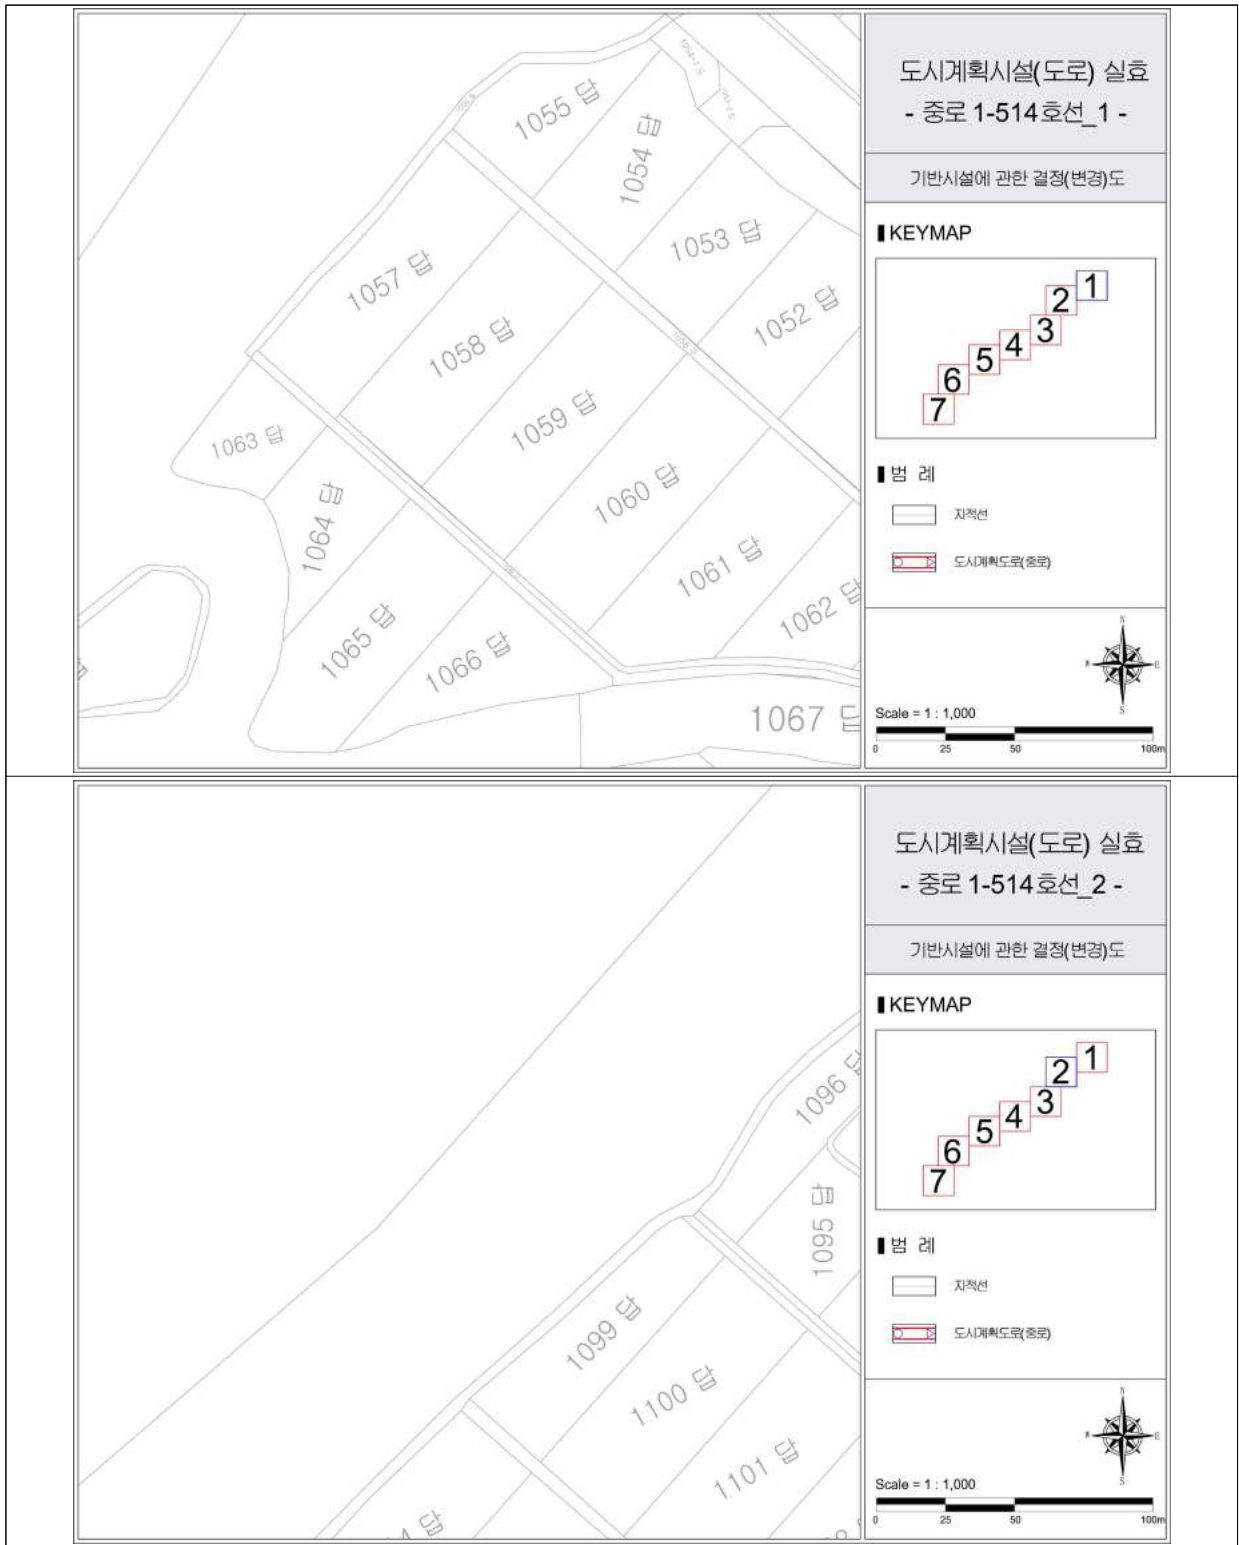 도시계획시설(도로) 실효
- 중로 1-514호선_1 -
기반시설에 관한 결정(변경)도
KEYMAP
1
2
3
4
5
6
7
범 례
지적선
도시계획도로(중로)
N
E
S
Scale = 1 : 1,000
0 25 50 100m
1055 답
1054 답
1053 답
1057 답
1052 답
1058 답
1059 답
1063 답
1060 답
1064 답
1061 답
1062 답
1065 답
1066 답
1067 답
도시계획시설(도로) 실효
- 중로 1-514호선_2 -
기반시설에 관한 결정(변경)도
KEYMAP
1
2
3
4
5
6
7
범 례
지적선
도시계획도로(중로)
N
E
S
Scale = 1 : 1,000
0 25 50 100m
1096 답
1095 답
1099 답
1100 답
1101 답